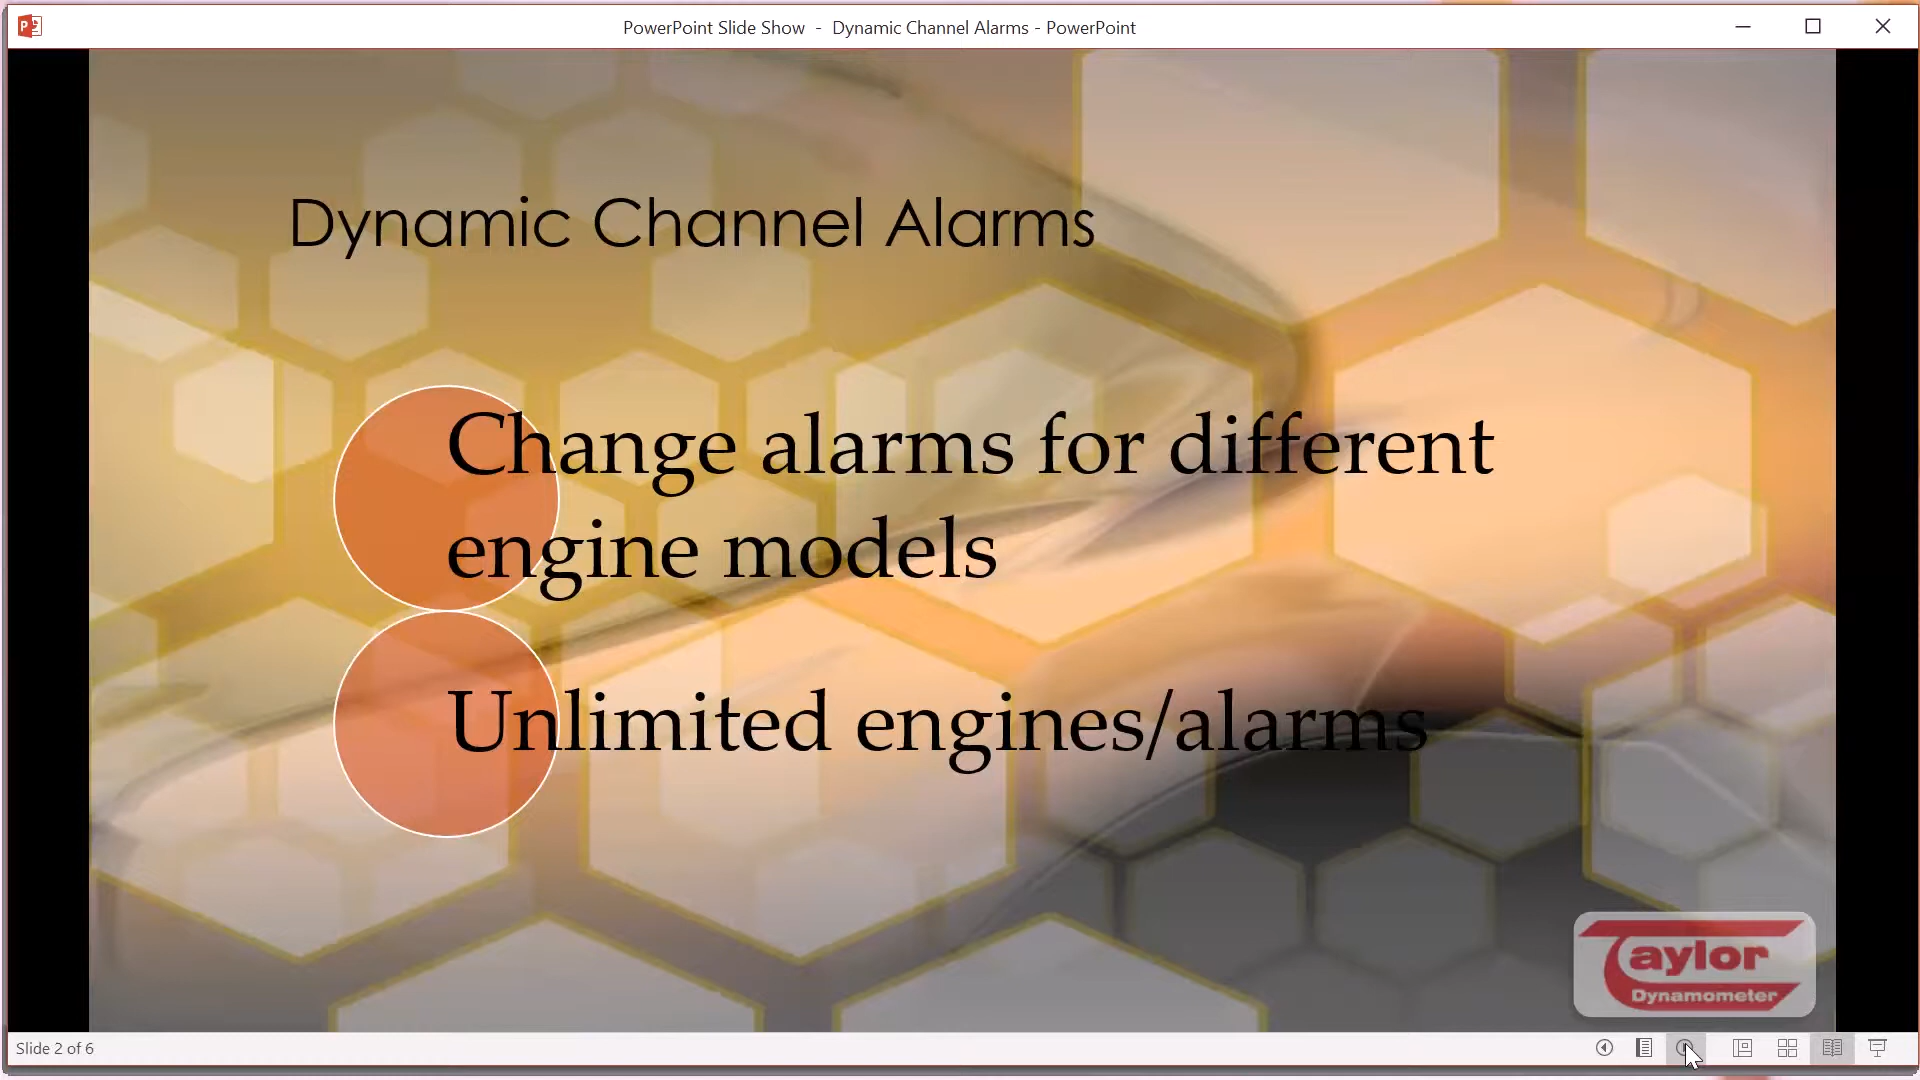 PowerPoint Slide Show - Dynamic Channel Alarms - PowerPoint
Dynamic Channel Alarms
Change alarms for different
engine models
Unlimited engines/alarms
Taylor
Dynamometer
Slide 2 of 6